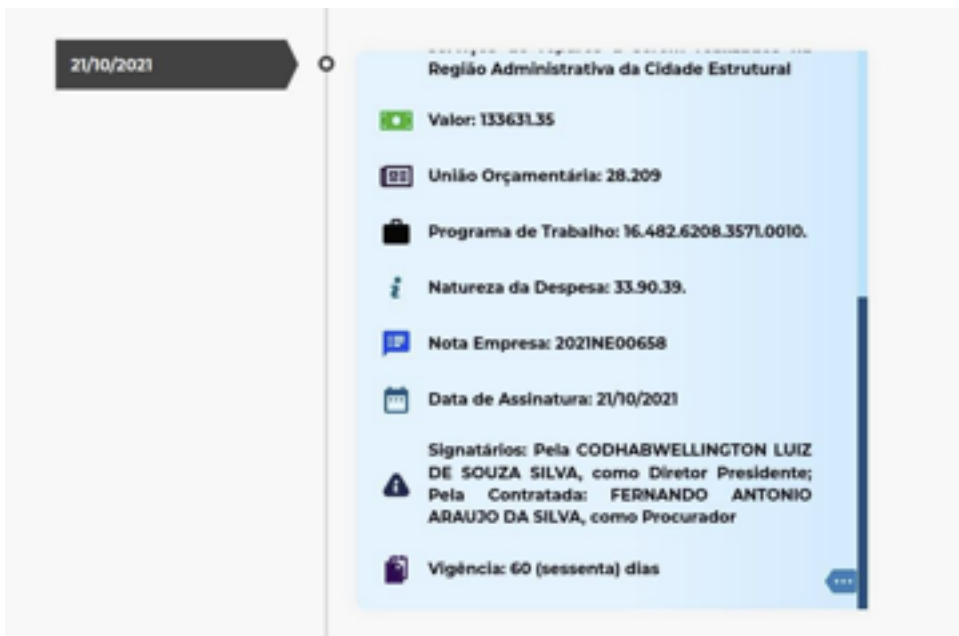 21/10/2021
Região Administrativa da Cidade Estrutural
Valor: 133631.35
União Orçamentária: 28.209
Programa de Trabalho: 16.482.6208.3571.0010.
Natureza da Despesa: 33.90.39.
Nota Empresa: 2021NE00658
Data de Assinatura: 21/10/2021
Signatários: Pela CODHABWELLINGTON LUIZ
DE SOUZA SILVA, como Diretor Presidente;
Pela Contratada: FERNANDO ANTONIO
ARAUJO DA SILVA, como Procurador
Vigência: 60 (sessenta) dias